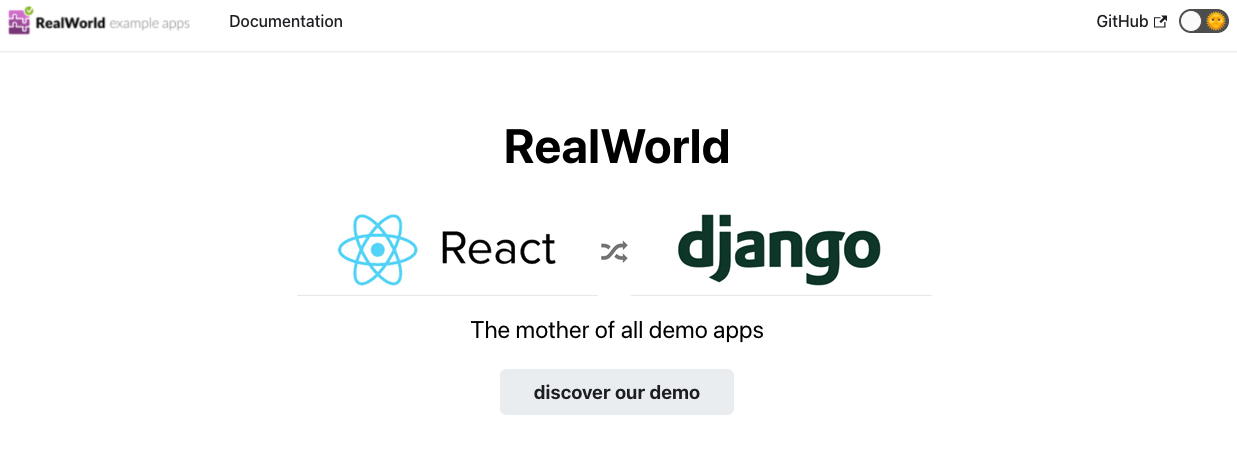 RealWorld example apps
Documentation
GitHub
RealWorld
React
django
The mother of all demo apps
discover our demo